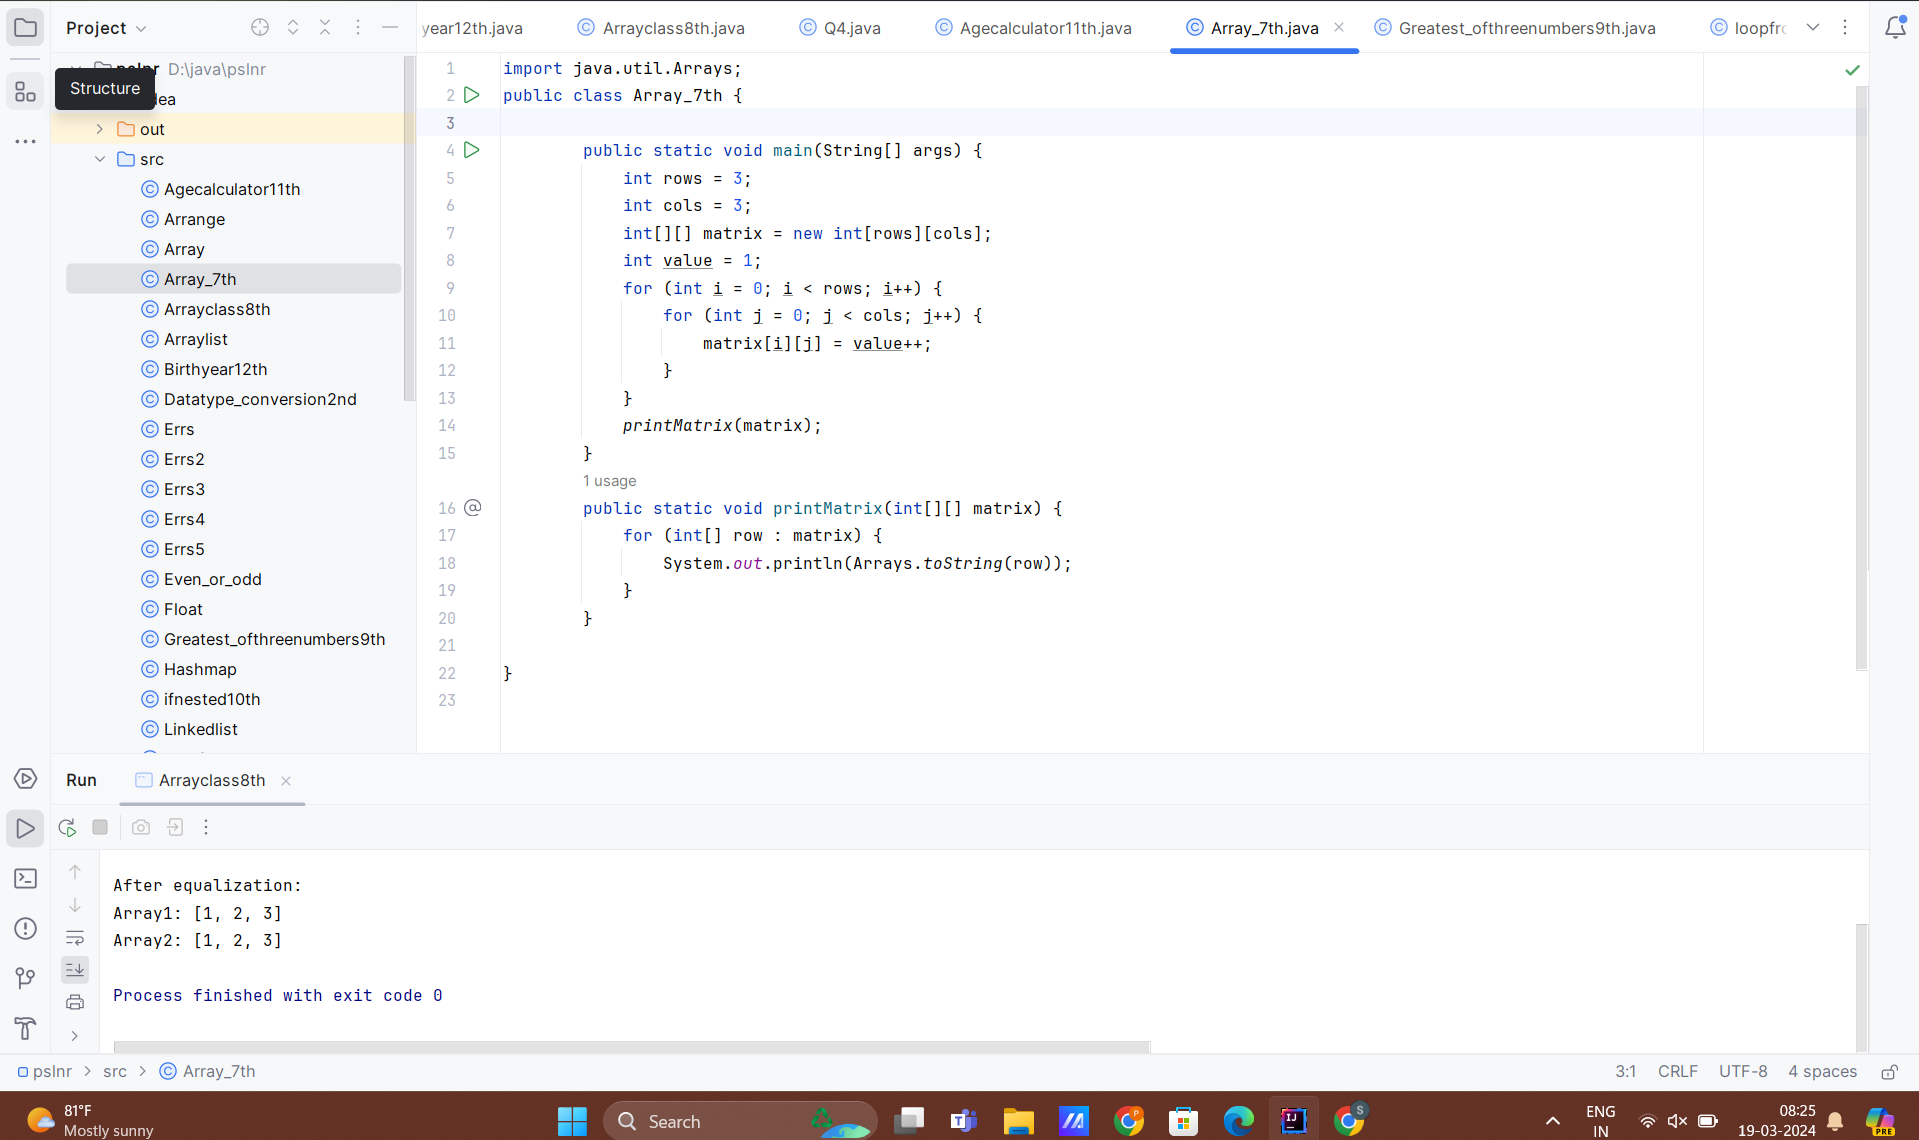 Project
year12th.java
Arrayclass8th.java
Q4.java
Agecalculator11th.java
Array_7th.java
Greatest_ofthreenumbers9th.java
loopfro
pslnr D:\java\pslnr
Structure
dea
out
src
Agecalculator11th
Arrange
Array
Array_7th
Arrayclass8th
Arraylist
Birthyear12th
Datatype_conversion2nd
Errs
Errs2
Errs3
Errs4
Errs5
Even_or_odd
Float
Greatest_ofthreenumbers9th
Hashmap
ifnested10th
Linkedlist
1 import java.util.Arrays;
2 public class Array_7th {
3
4 public static void main(String[] args) {
5 int rows = 3;
6 int cols = 3;
7 int[][] matrix = new int[rows][cols];
8 int value = 1;
9 for (int i = 0; i < rows; i++) {
10 for (int j = 0; j < cols; j++) {
11 matrix[i][j] = value++;
12 }
13 }
14 printMatrix(matrix);
15 }
1 usage
16 @ public static void printMatrix(int[][] matrix) {
17 for (int[] row : matrix) {
18 System.out.println(Arrays.toString(row));
19 }
20 }
21
22 }
23
Run
Arrayclass8th
After equalization:
Array1: [1, 2, 3]
Array2: [1, 2, 3]
Process finished with exit code 0
pslnr > src > Array_7th
3:1 CRLF UTF-8 4 spaces
81°F
Mostly sunny
Search
ENG
IN
08:25
19-03-2024
PRE